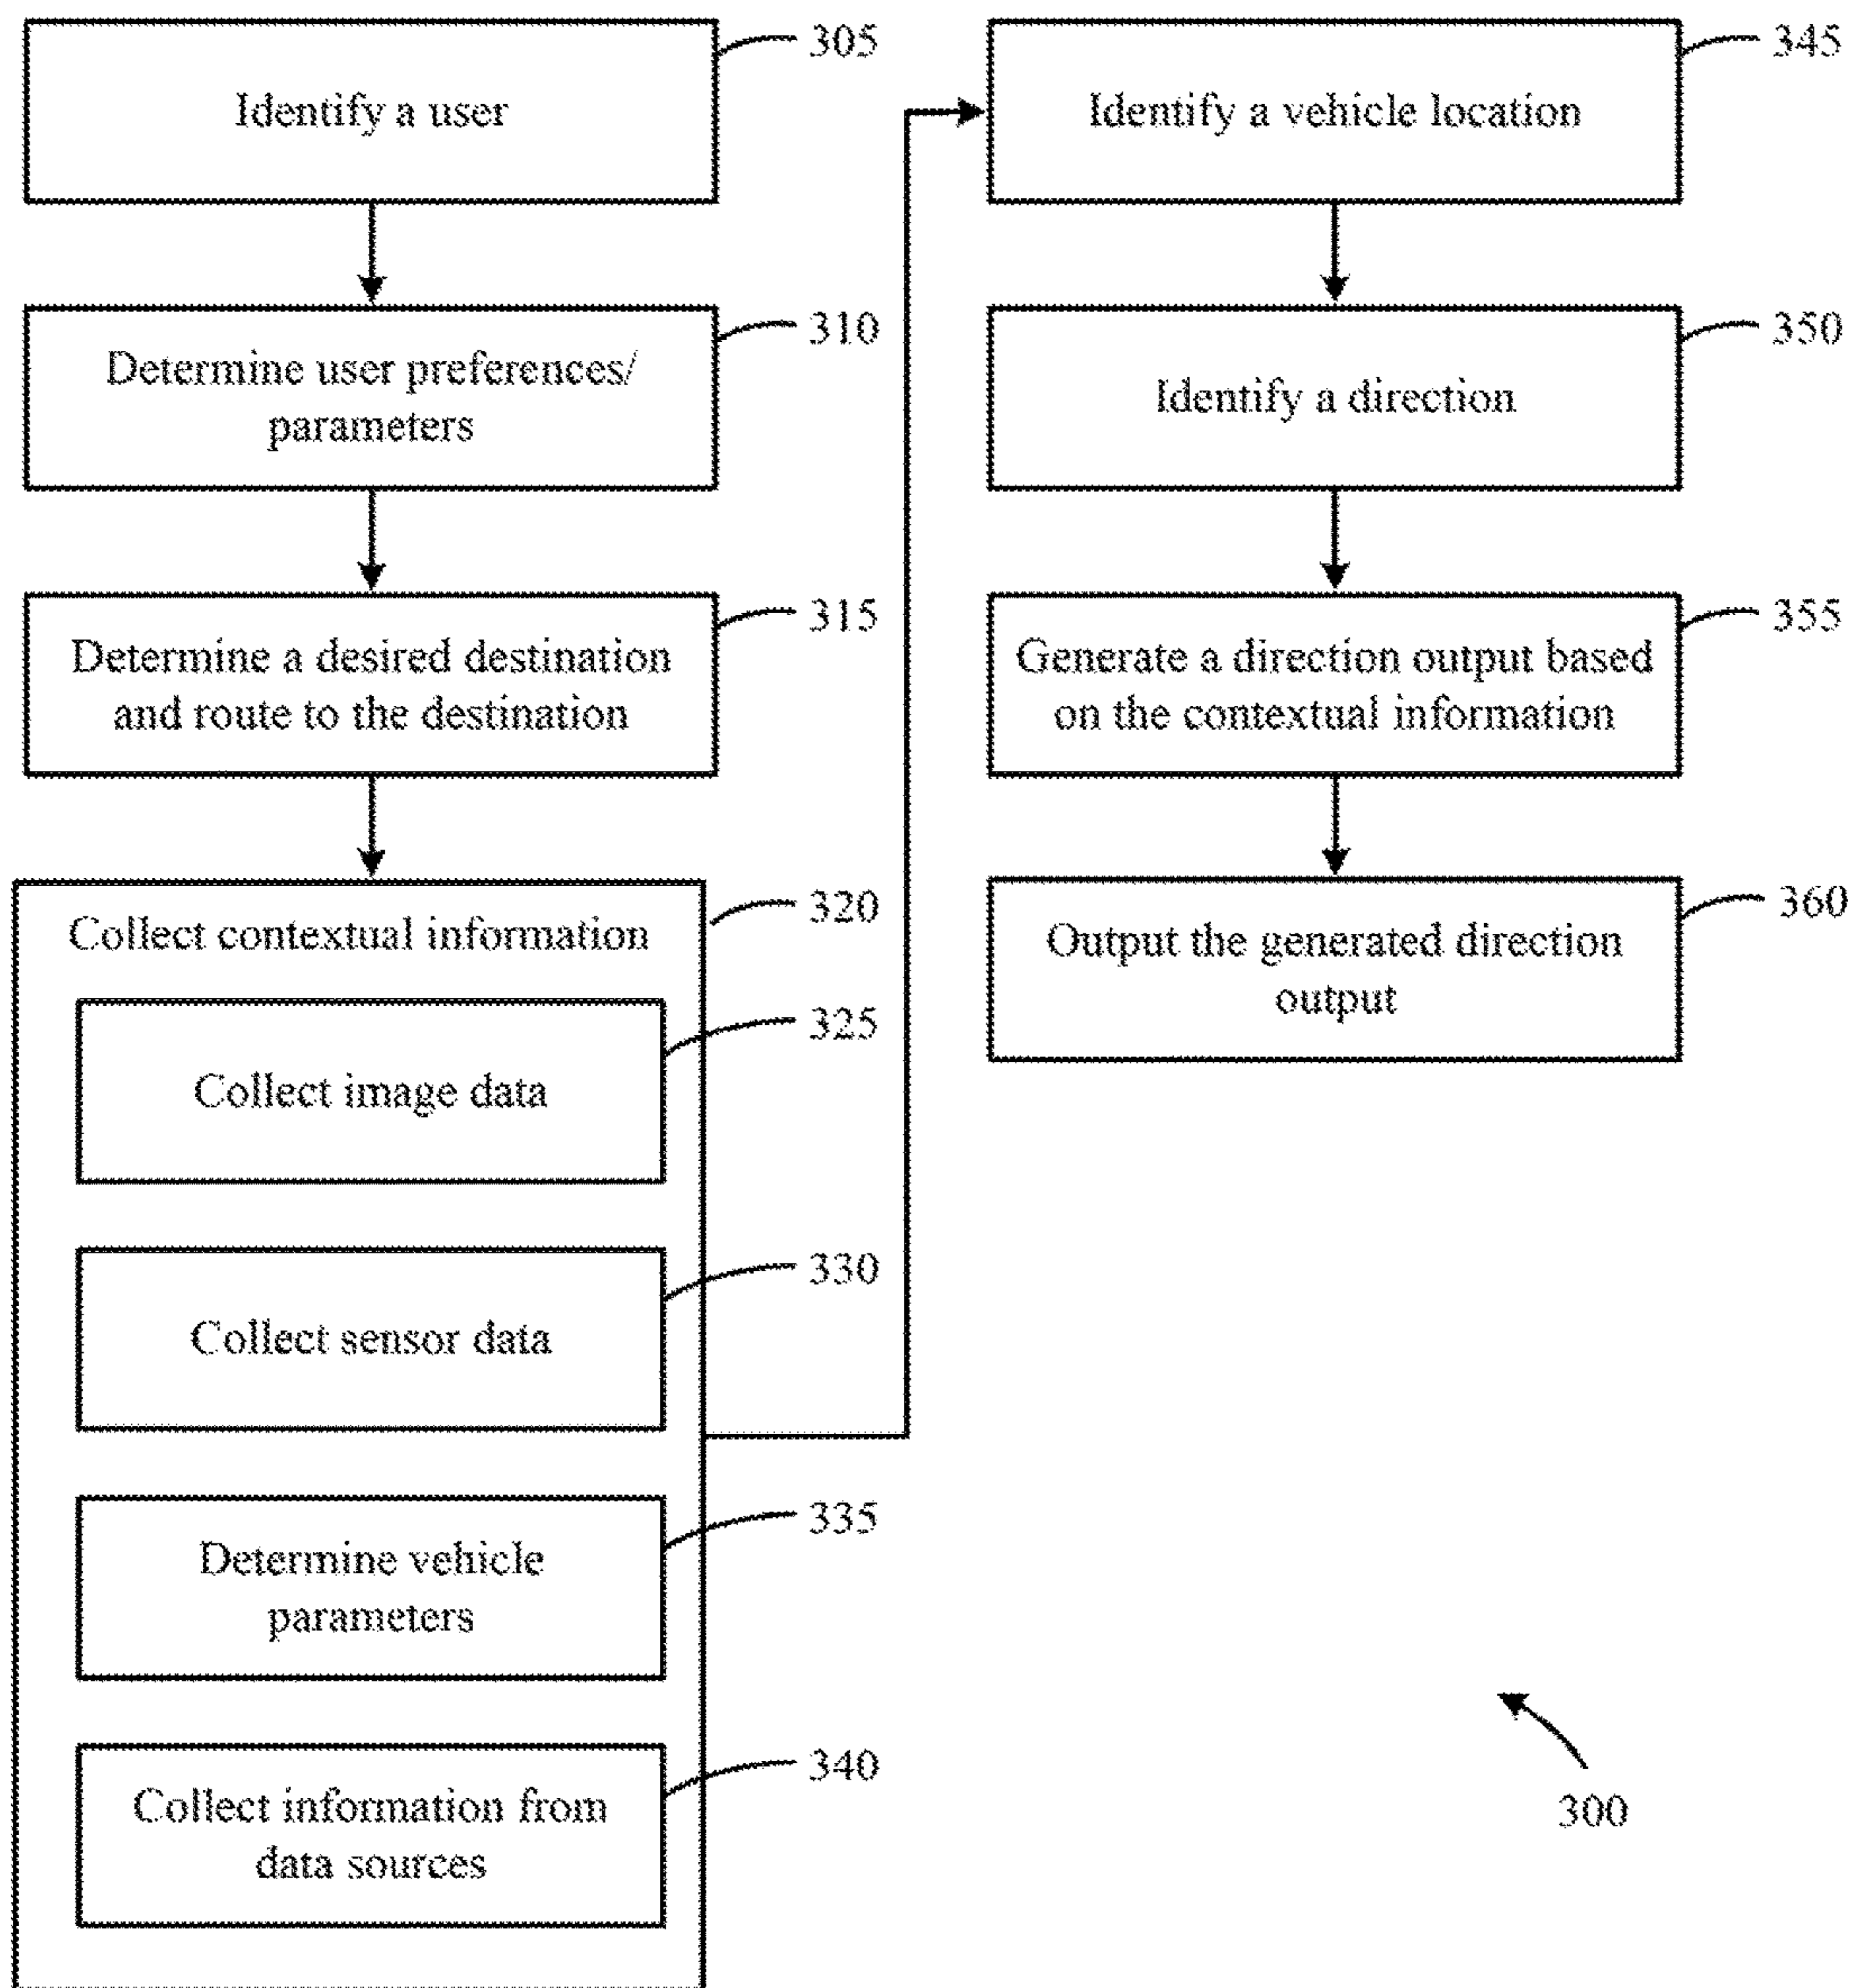 Identify a user
305
Determine user preferences/
parameters
310
Determine a desired destination
and route to the destination
315
Collect contextual information
320
Collect image data
325
Collect sensor data
330
Determine vehicle
parameters
335
Collect information from
data sources
340
Identify a vehicle location
345
Identify a direction
350
Generate a direction output based
on the contextual information
355
Output the generated direction
output
360
300